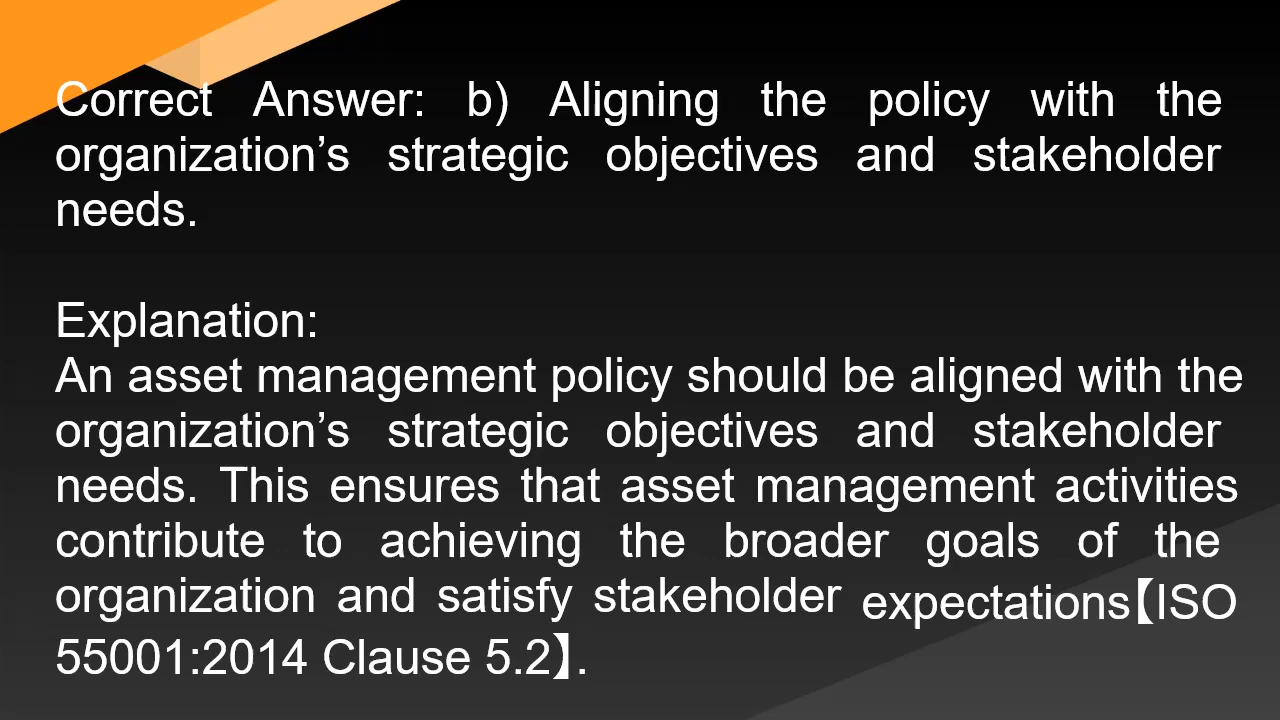 Correct Answer: b) Aligning the policy with the
organization’s strategic objectives and stakeholder
needs.
Explanation:
An asset management policy should be aligned with the
organization’s strategic objectives and stakeholder
needs. This ensures that asset management activities
contribute to achieving the broader goals of the
organization and satisfy stakeholder expectations【ISO
55001:2014 Clause 5.2】.